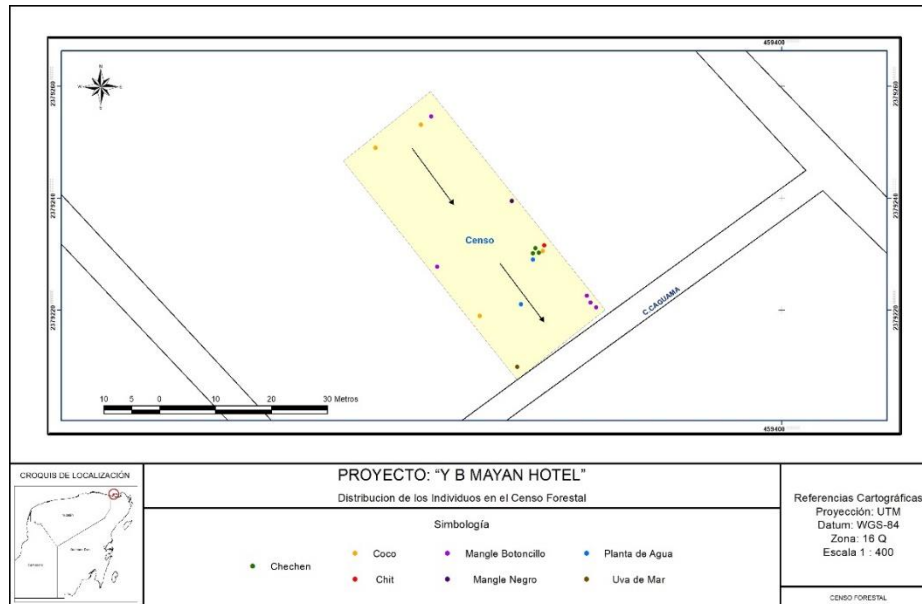 459400
N
W
E
S
2379260
2379260
2379240
2379240
Censo
2379220
2379220
C.CAGUAMA
10 5 0 10 20 30 Metros
459400
CROQUIS DE LOCALIZACIÓN
PROYECTO: “Y B MAYAN HOTEL”
Distribucion de los Individuos en el Censo Forestal
Simbología
Chechen
Coco
Mangle Botoncillo
Planta de Agua
Chit
Mangle Negro
Uva de Mar
Referencias Cartográficas
Proyección: UTM
Datum: WGS-84
Zona: 16 Q
Escala 1 : 400
CENSO FORESTAL